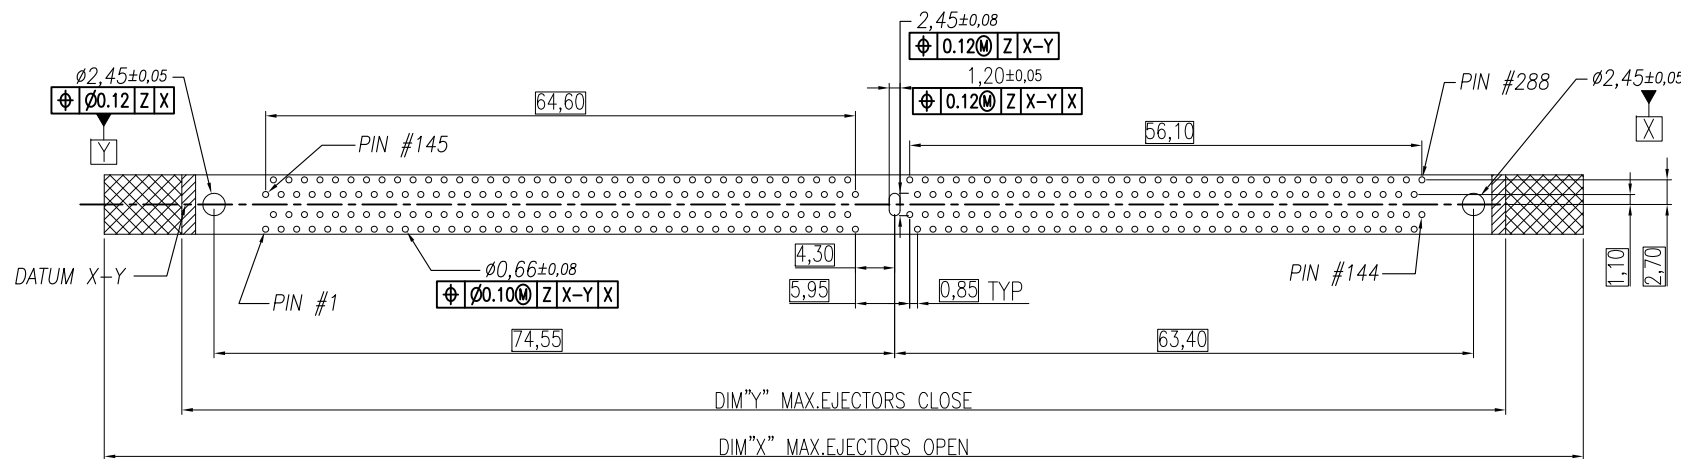 2,45±0,08
⌖ 0.12Ⓜ Z X-Y
1,20±0,05
⌖ 0.12Ⓜ Z X-Y X
ø2,45±0,05
⌖ Ø0.12 Z X
Y
64,60
PIN #145
PIN #288
ø2,45±0,05
X
56,10
DATUM X-Y
PIN #1
ø0,66±0,08
⌖ Ø0.10Ⓜ Z X-Y X
4,30
5,95
0,85 TYP
PIN #144
1,10
2,70
74,55
63,40
DIM"Y" MAX.EJECTORS CLOSE
DIM"X" MAX.EJECTORS OPEN